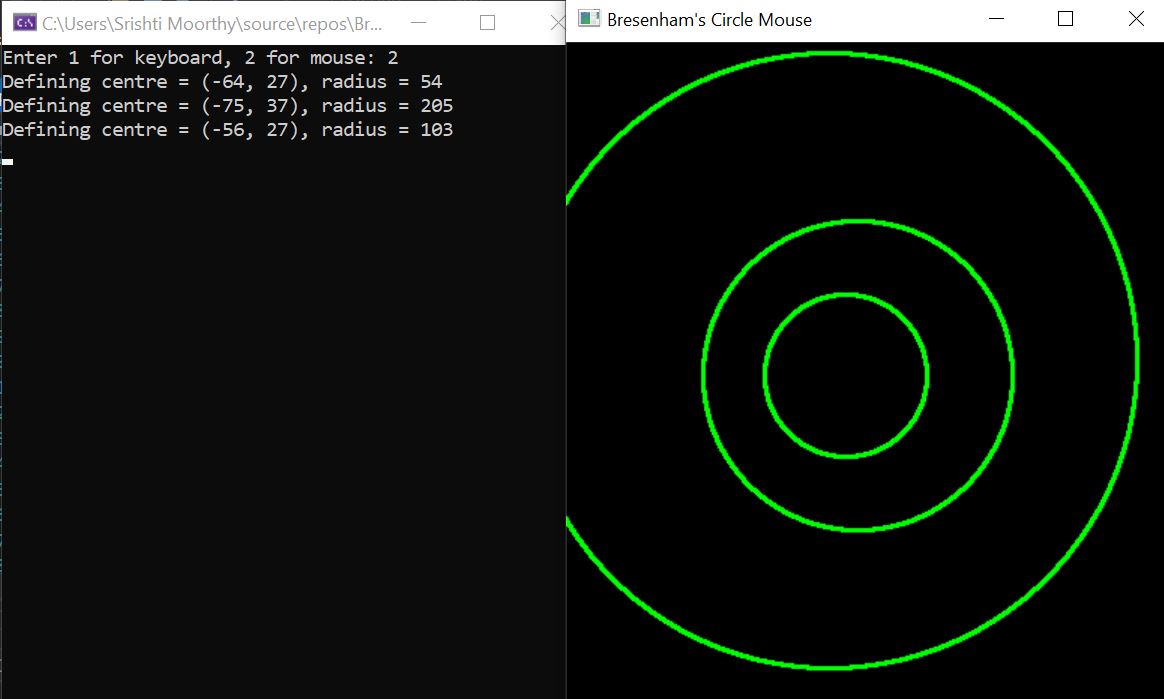 C:\Users\Srishti Moorthy\source\repos\Br...
Enter 1 for keyboard, 2 for mouse: 2
Defining centre = (-64, 27), radius = 54
Defining centre = (-75, 37), radius = 205
Defining centre = (-56, 27), radius = 103
Bresenham's Circle Mouse